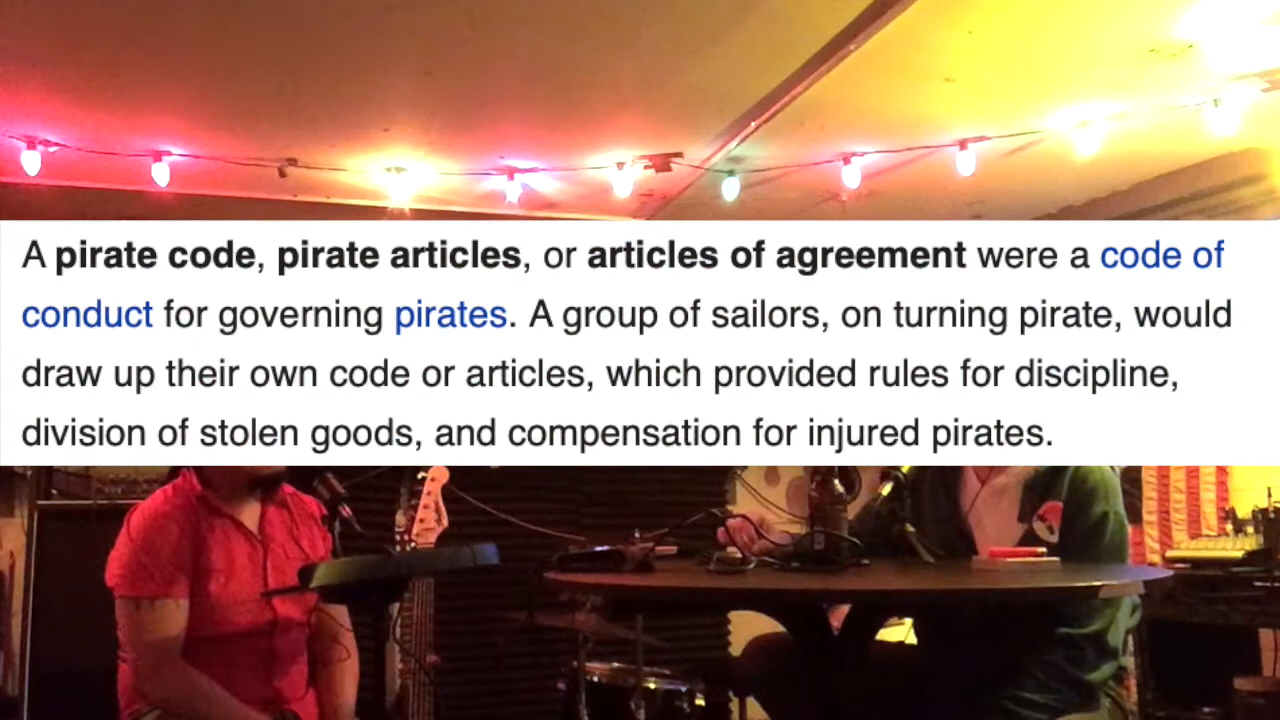 A pirate code, pirate articles, or articles of agreement were a code of
conduct for governing pirates. A group of sailors, on turning pirate, would
draw up their own code or articles, which provided rules for discipline,
division of stolen goods, and compensation for injured pirates.